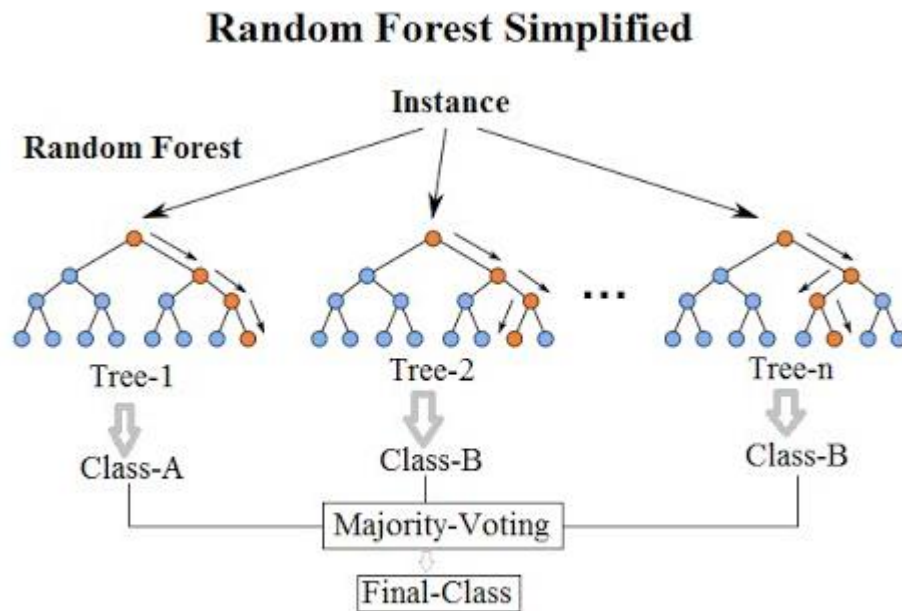 Random Forest Simplified
Instance
Random Forest
...
Tree-1
Tree-2
Tree-n
Class-A
Class-B
Class-B
Majority-Voting
Final-Class